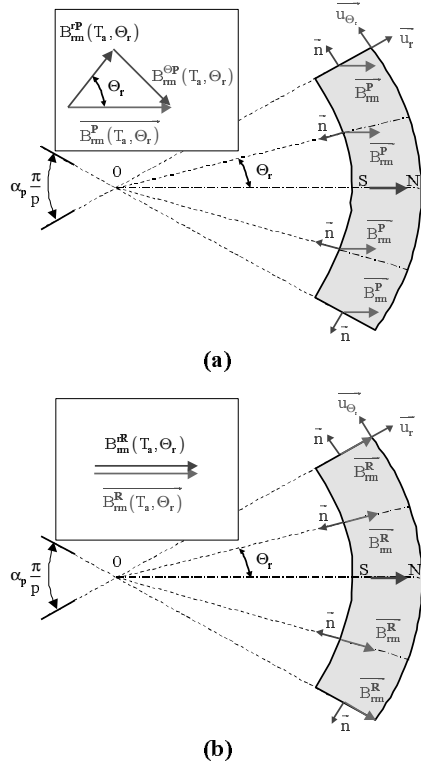 B_rm^rP(T_a, Θ_r)
Θ_r
B_rm^ΘP(T_a, Θ_r)
B_rm^P(T_a, Θ_r)
u_Θr
n
u_r
B_rm^P
n
B_rm^P
α_p π/p
0
Θ_r
S
N
B_rm^P
n
B_rm^P
n
(a)
B_rm^rR(T_a, Θ_r)
B_rm^R(T_a, Θ_r)
u_Θr
n
u_r
B_rm^R
n
B_rm^R
α_p π/p
0
Θ_r
S
N
B_rm^R
n
B_rm^R
n
(b)